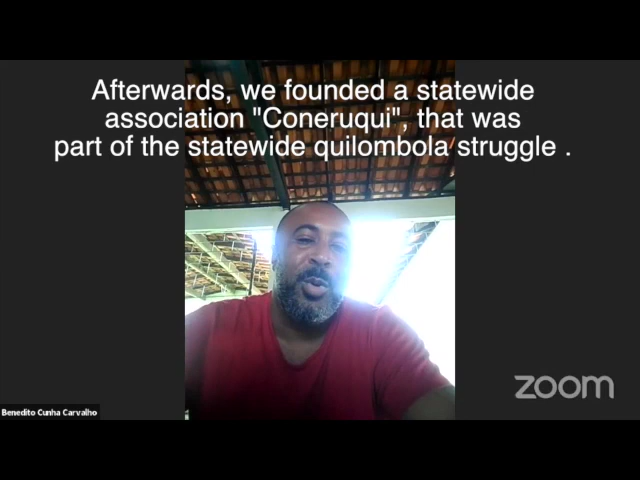 Afterwards, we founded a statewide
association "Coneruqui", that was
part of the statewide quilombola struggle .
zoom
Benedito Cunha Carvalho